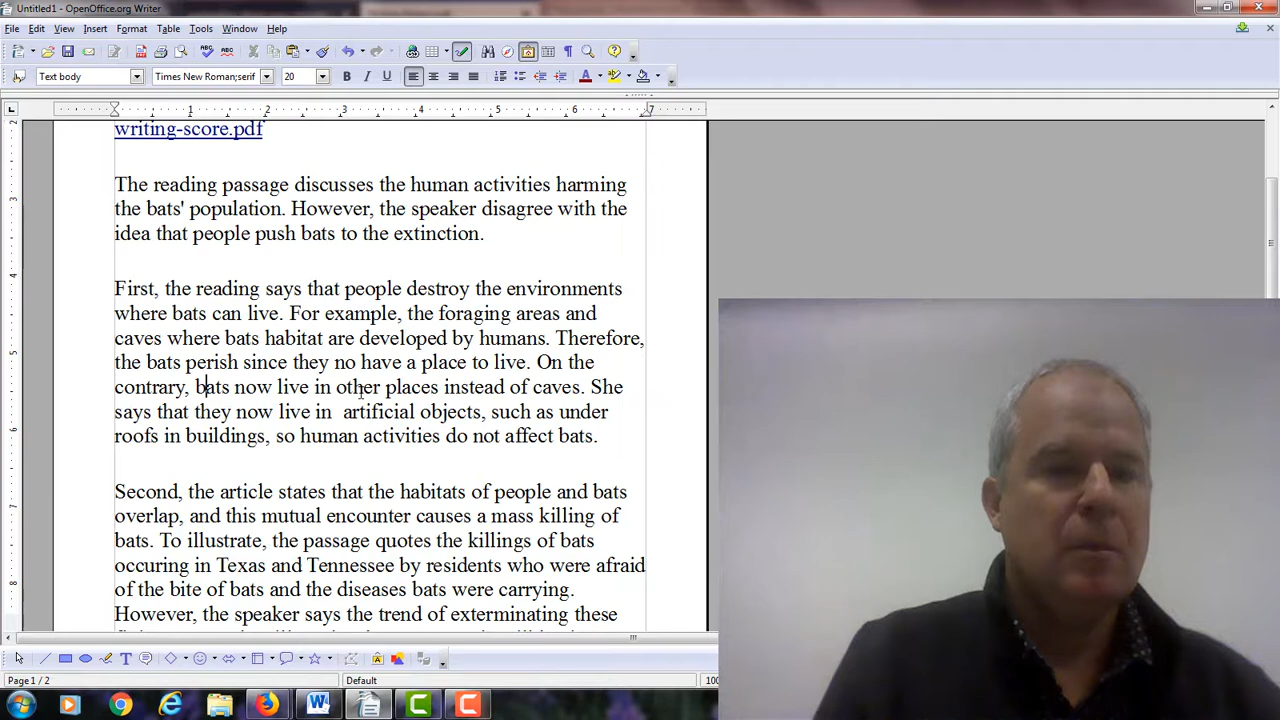 Untitled1 - OpenOffice.org Writer
File Edit View Insert Format Table Tools Window Help
Text body Times New Roman;serif 20
1 2 3 4 5 6 7
writing-score.pdf
The reading passage discusses the human activities harming
the bats' population. However, the speaker disagree with the
idea that people push bats to the extinction.
First, the reading says that people destroy the environments
where bats can live. For example, the foraging areas and
caves where bats habitat are developed by humans. Therefore,
the bats perish since they no have a place to live. On the
contrary, bats now live in other places instead of caves. She
says that they now live in  artificial objects, such as under
roofs in buildings, so human activities do not affect bats.
Second, the article states that the habitats of people and bats
overlap, and this mutual encounter causes a mass killing of
bats. To illustrate, the passage quotes the killings of bats
occuring in Texas and Tennessee by residents who were afraid
of the bite of bats and the diseases bats were carrying.
However, the speaker says the trend of exterminating these
Page 1 / 2 Default 100